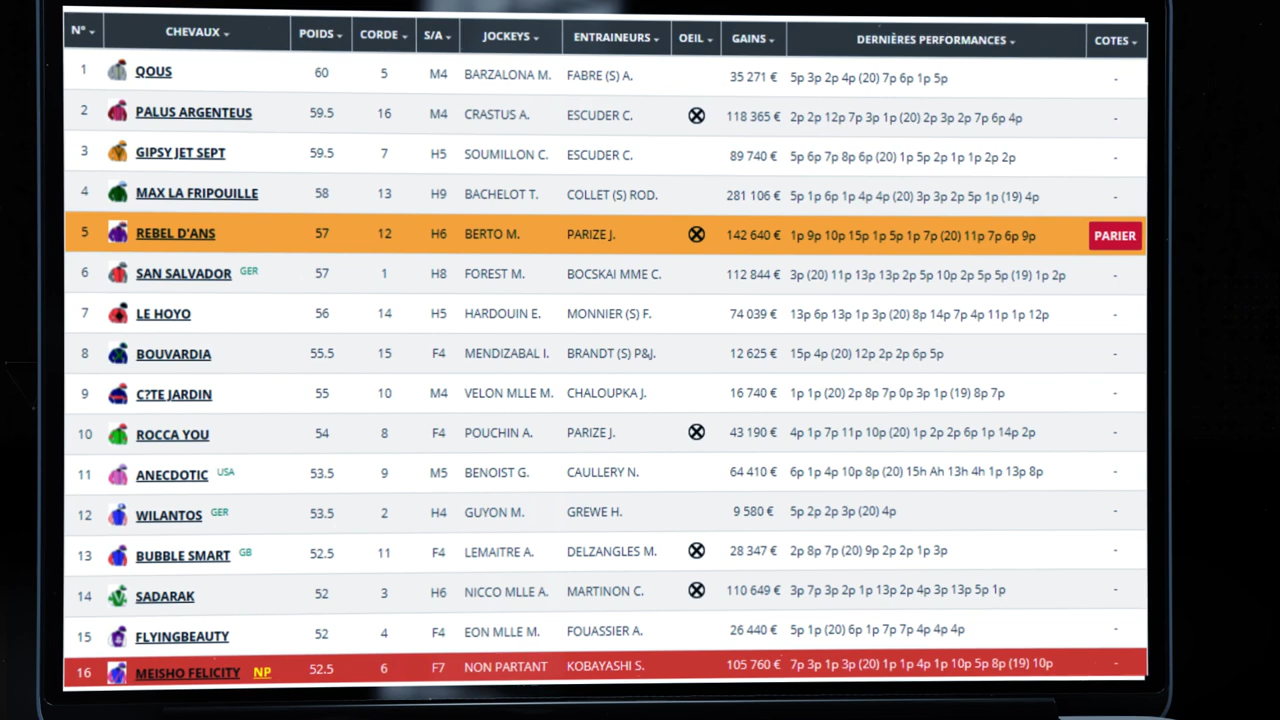 N° CHEVAUX POIDS CORDE S/A JOCKEYS ENTRAINEURS OEIL GAINS DERNIÈRES PERFORMANCES COTES
1 QOUS 60 5 M4 BARZALONA M. FABRE (S) A. 35 271 € 5p 3p 2p 4p (20) 7p 6p 1p 5p -
2 PALUS ARGENTEUS 59.5 16 M4 CRASTUS A. ESCUDER C. 118 365 € 2p 2p 12p 7p 3p 1p (20) 2p 3p 2p 7p 6p 4p -
3 GIPSY JET SEPT 59.5 7 H5 SOUMILLON C. ESCUDER C. 89 740 € 5p 6p 7p 8p 6p (20) 1p 5p 2p 1p 1p 2p 2p -
4 MAX LA FRIPOUILLE 58 13 H9 BACHELOT T. COLLET (S) ROD. 281 106 € 5p 1p 6p 1p 4p 4p (20) 3p 3p 2p 5p 1p (19) 4p -
5 REBEL D'ANS 57 12 H6 BERTO M. PARIZE J. 142 640 € 1p 9p 10p 15p 1p 5p 1p 7p (20) 11p 7p 6p 9p PARIER
6 SAN SALVADOR GER 57 1 H8 FOREST M. BOCSKAI MME C. 112 844 € 3p (20) 11p 13p 13p 2p 5p 10p 2p 5p 5p (19) 1p 2p -
7 LE HOYO 56 14 H5 HARDOUIN E. MONNIER (S) F. 74 039 € 13p 6p 13p 1p 3p (20) 8p 14p 7p 4p 11p 1p 12p -
8 BOUVARDIA 55.5 15 F4 MENDIZABAL I. BRANDT (S) P&J. 12 625 € 15p 4p (20) 12p 2p 2p 6p 5p -
9 C?TE JARDIN 55 10 M4 VELON MLLE M. CHALOUPKA J. 16 740 € 1p 1p (20) 2p 8p 7p 0p 3p 1p (19) 8p 7p -
10 ROCCA YOU 54 8 F4 POUCHIN A. PARIZE J. 43 190 € 4p 1p 7p 11p 10p (20) 1p 2p 2p 6p 1p 14p 2p -
11 ANECDOTIC USA 53.5 9 M5 BENOIST G. CAULLERY N. 64 410 € 6p 1p 4p 10p 8p (20) 15h Ah 13h 4h 1p 13p 8p -
12 WILANTOS GER 53.5 2 H4 GUYON M. GREWE H. 9 580 € 5p 2p 2p 3p (20) 4p -
13 BUBBLE SMART GB 52.5 11 F4 LEMAITRE A. DELZANGLES M. 28 347 € 2p 8p 7p (20) 9p 2p 2p 1p 3p -
14 SADARAK 52 3 H6 NICCO MLLE A. MARTINON C. 110 649 € 3p 7p 3p 2p 1p 13p 2p 4p 3p 13p 5p 1p -
15 FLYINGBEAUTY 52 4 F4 EON MLLE M. FOUASSIER A. 26 440 € 5p 1p (20) 6p 1p 7p 7p 4p 4p 4p -
16 MEISHO FELICITY NP 52.5 6 F7 NON PARTANT KOBAYASHI S. 105 760 € 7p 3p 1p 3p (20) 1p 1p 4p 1p 10p 5p 8p (19) 10p -